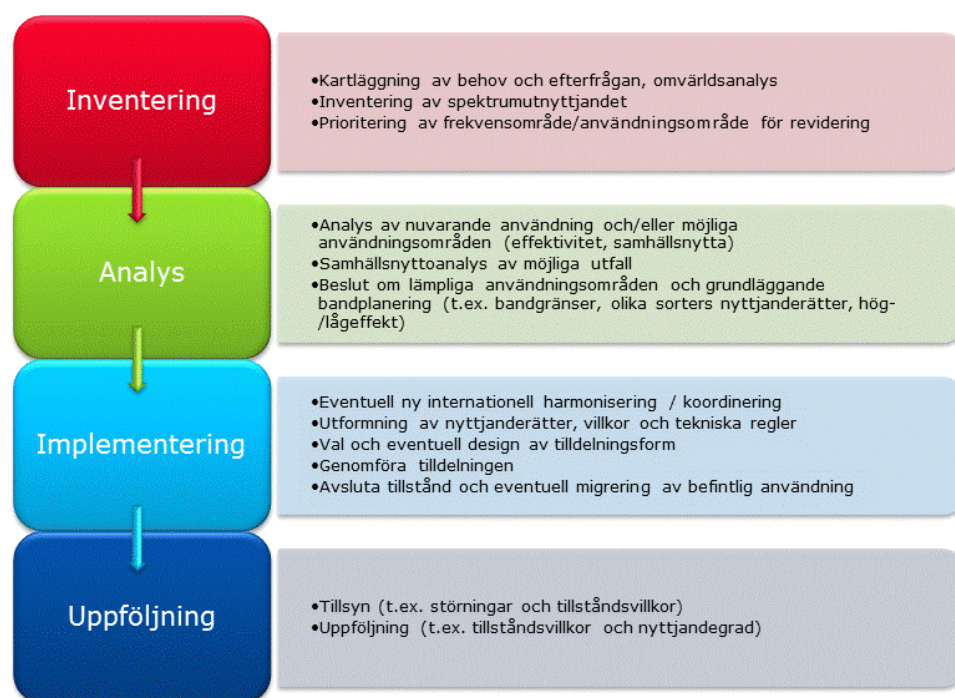 Inventering
•Kartläggning av behov och efterfrågan, omvärldsanalys
•Inventering av spektrumutnyttjandet
•Prioritering av frekvensområde/användningsområde för revidering
Analys
•Analys av nuvarande användning och/eller möjliga
användningsområden (effektivitet, samhällsnytta)
•Samhällsnyttoanalys av möjliga utfall
•Beslut om lämpliga användningsområden och grundläggande
bandplanering (t.ex. bandgränser, olika sorters nyttjanderätter, hög-
/lågeffekt)
Implementering
•Eventuell ny internationell harmonisering / koordinering
•Utformning av nyttjanderätter, villkor och tekniska regler
•Val och eventuell design av tilldelningsform
•Genomföra tilldelningen
•Avsluta tillstånd och eventuell migrering av befintlig användning
Uppföljning
•Tillsyn (t.ex. störningar och tillståndsvillkor)
•Uppföljning (t.ex. tillståndsvillkor och nyttjandegrad)